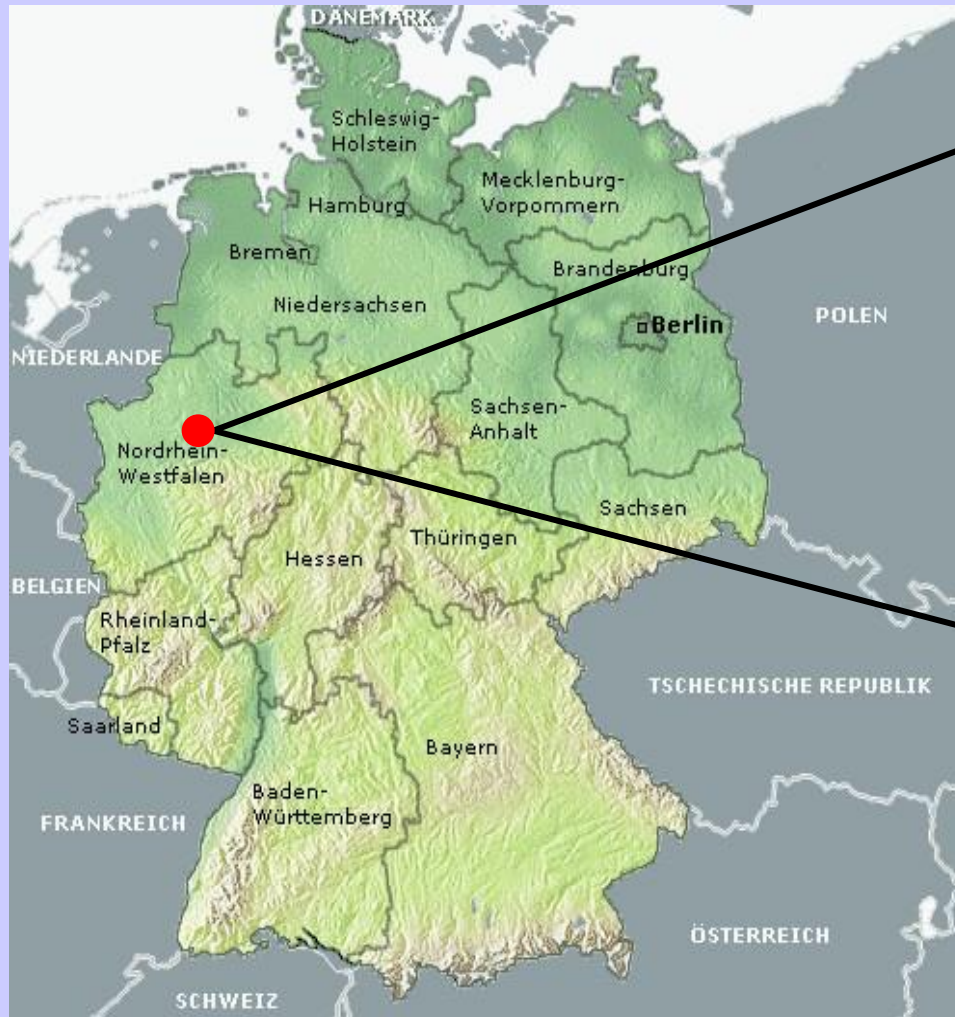 DÄNEMARK
Schleswig-
Holstein
Mecklenburg-
Vorpommern
Hamburg
Bremen
Brandenburg
Niedersachsen
Berlin
POLEN
NIEDERLANDE
Sachsen-
Anhalt
Nordrhein-
Westfalen
Sachsen
Thüringen
Hessen
BELGIEN
Rheinland-
Pfalz
TSCHECHISCHE REPUBLIK
Saarland
Bayern
Baden-
Württemberg
FRANKREICH
ÖSTERREICH
SCHWEIZ